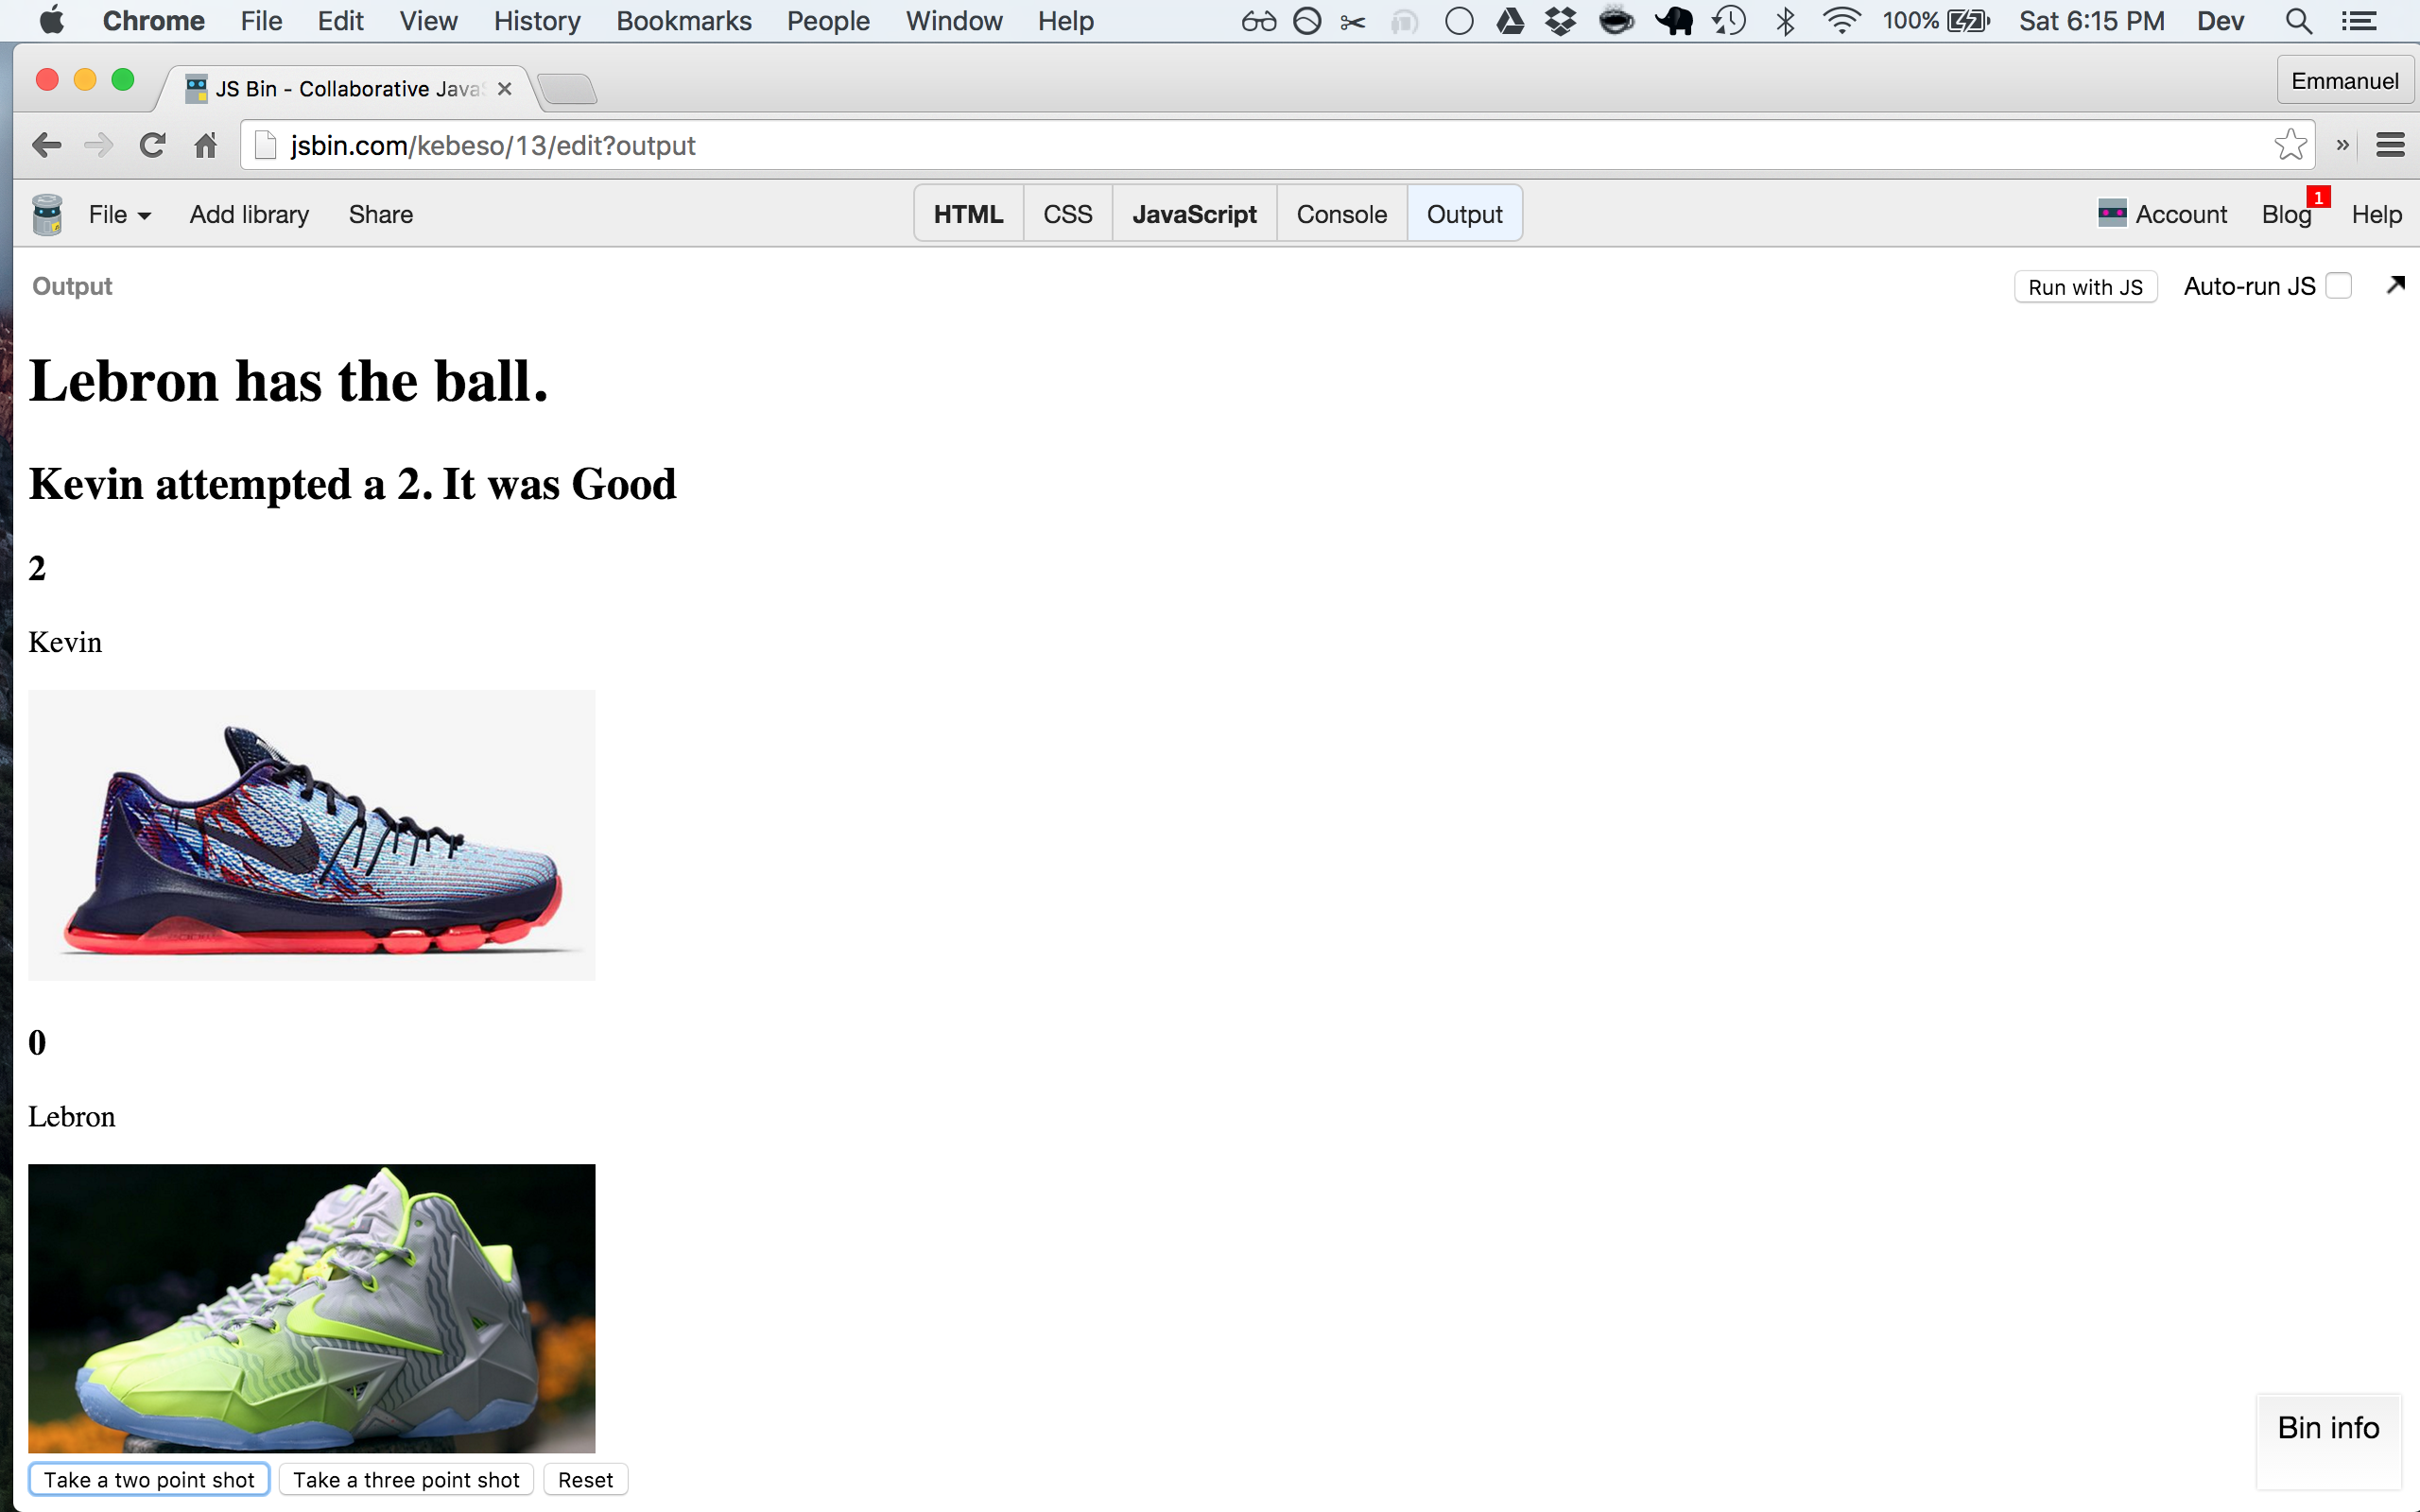 Chrome File Edit View History Bookmarks People Window Help 100% Sat 6:15 PM Dev
JS Bin - Collaborative Java
Emmanuel
jsbin.com/kebeso/13/edit?output
»
File Add library Share HTML CSS JavaScript Console Output Account Blog 1 Help
Output Run with JS Auto-run JS
Lebron has the ball.
Kevin attempted a 2. It was Good
2
Kevin
0
Lebron
Bin info
Take a two point shot Take a three point shot Reset